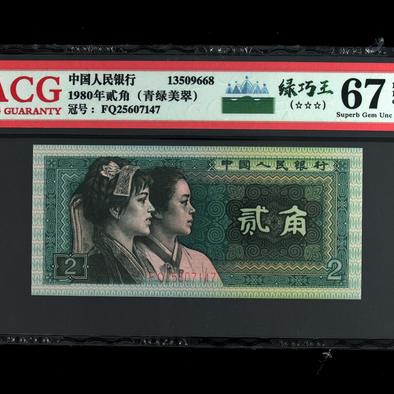 ACG
GUARANTY
中国人民银行 13509668
1980年贰角（青绿美翠）
冠号：FQ25607147
绿巧王
(☆☆☆)
67
Superb Gem Unc
中国人民银行
贰角
2
2
FQ25607147